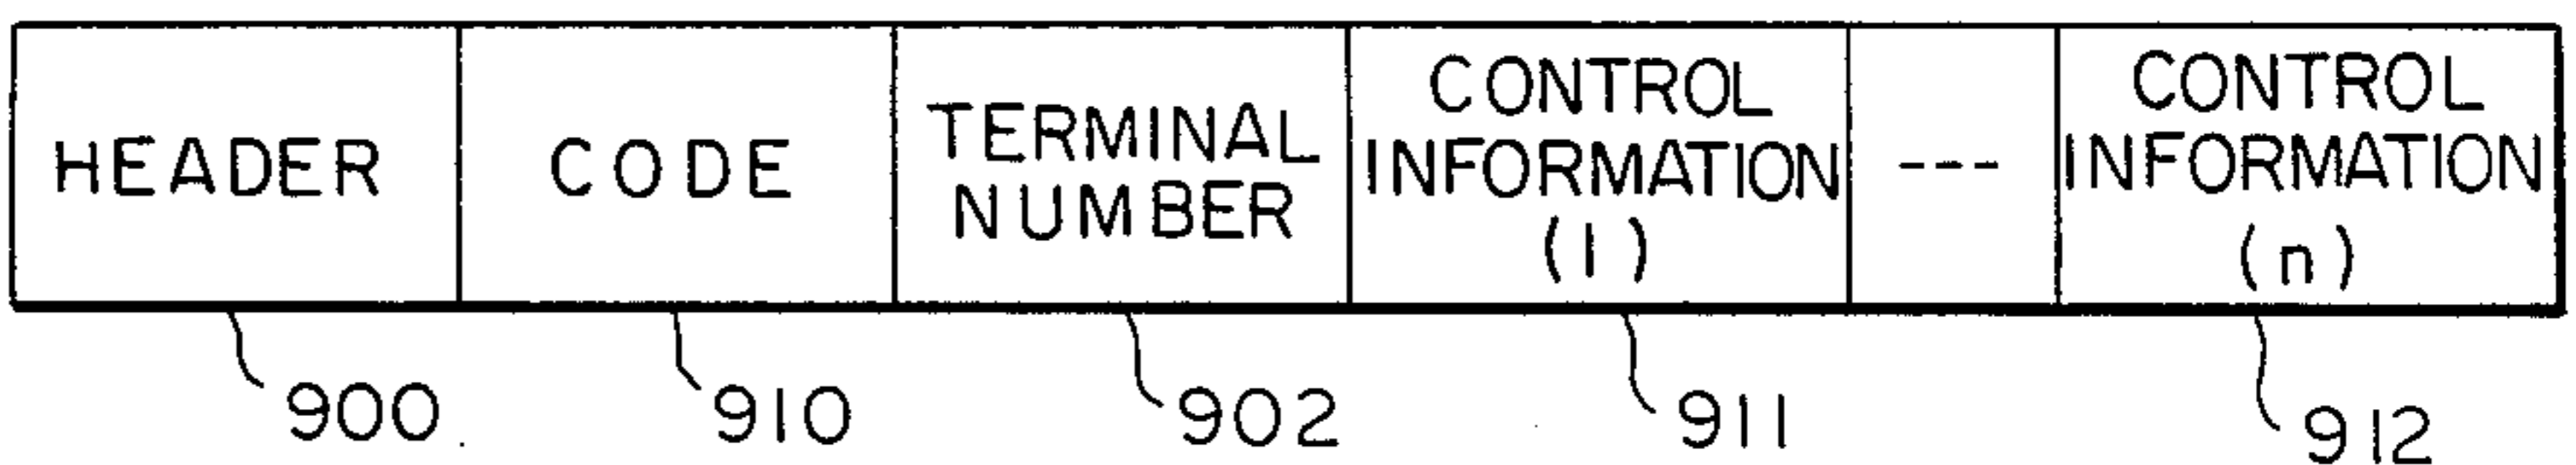 HEADER
CODE
TERMINAL
NUMBER
CONTROL
INFORMATION
(1)
---
CONTROL
INFORMATION
(n)
900
910
902
911
912